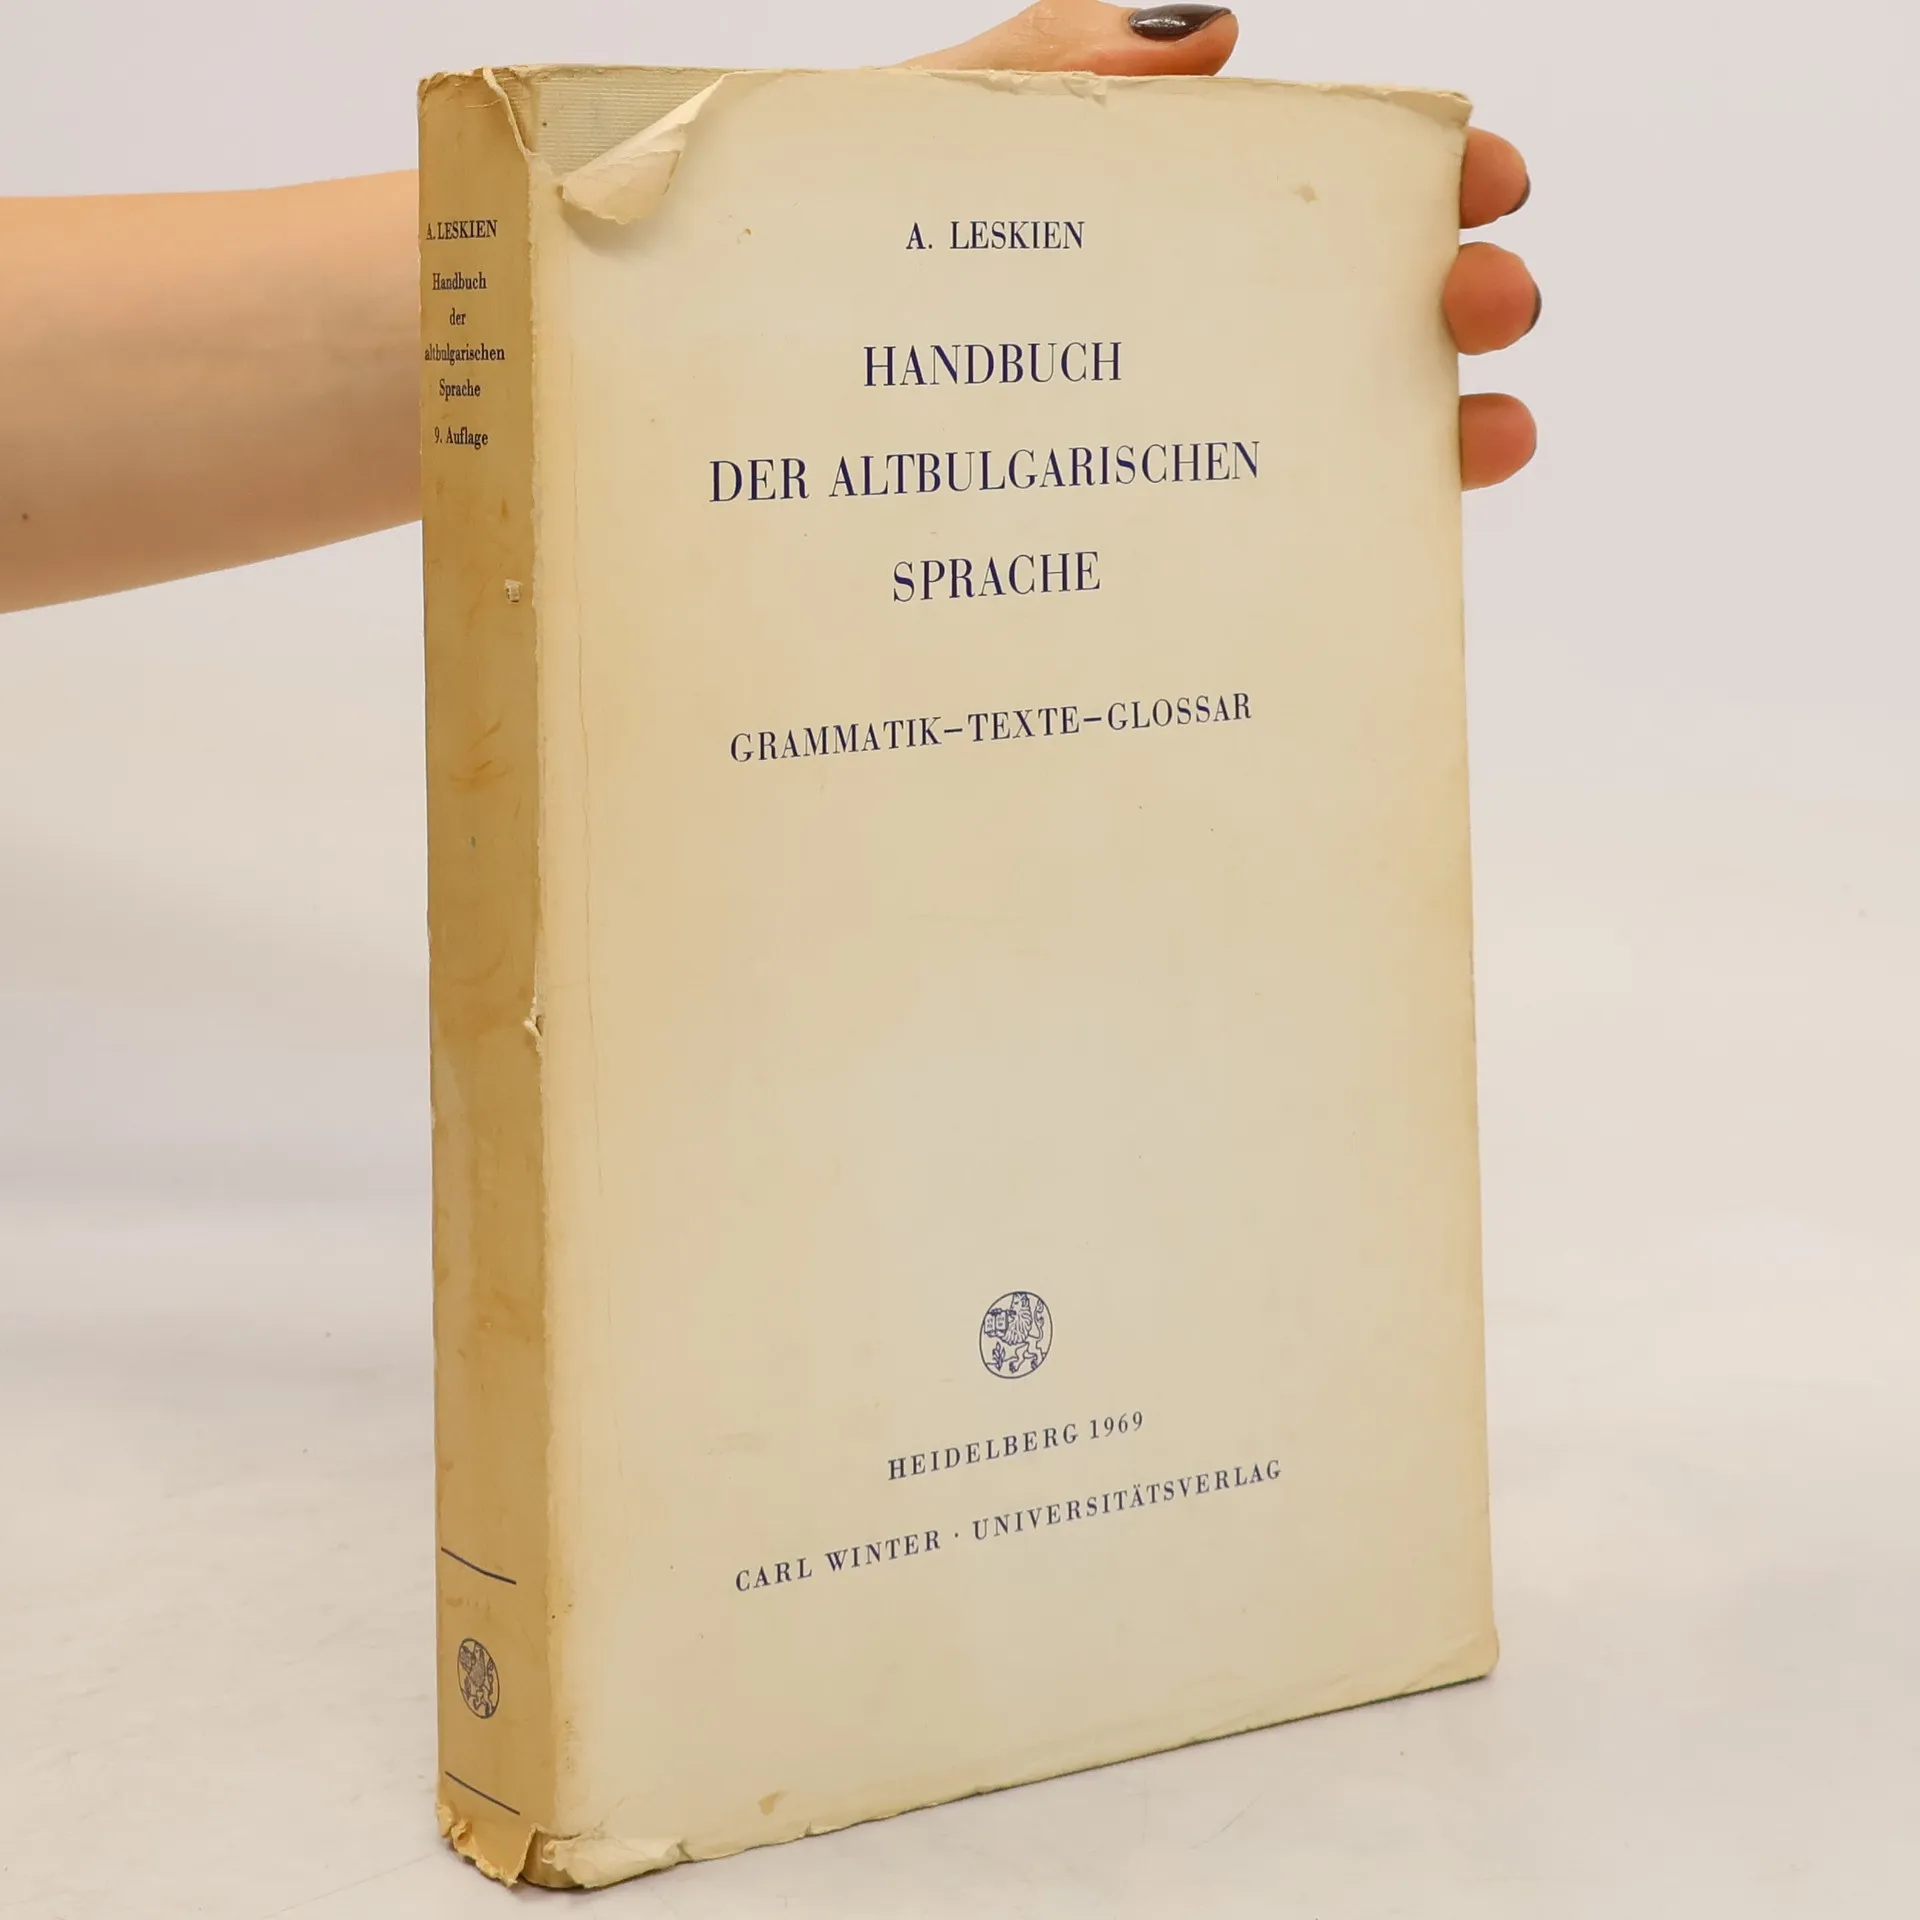 A. LESKIEN
Handbuch
der
altbulgarischen
Sprache
9. Auflage
A. LESKIEN
HANDBUCH
DER ALTBULGARISCHEN
SPRACHE
GRAMMATIK–TEXTE–GLOSSAR
HEIDELBERG 1969
CARL WINTER · UNIVERSITÄTSVERLAG